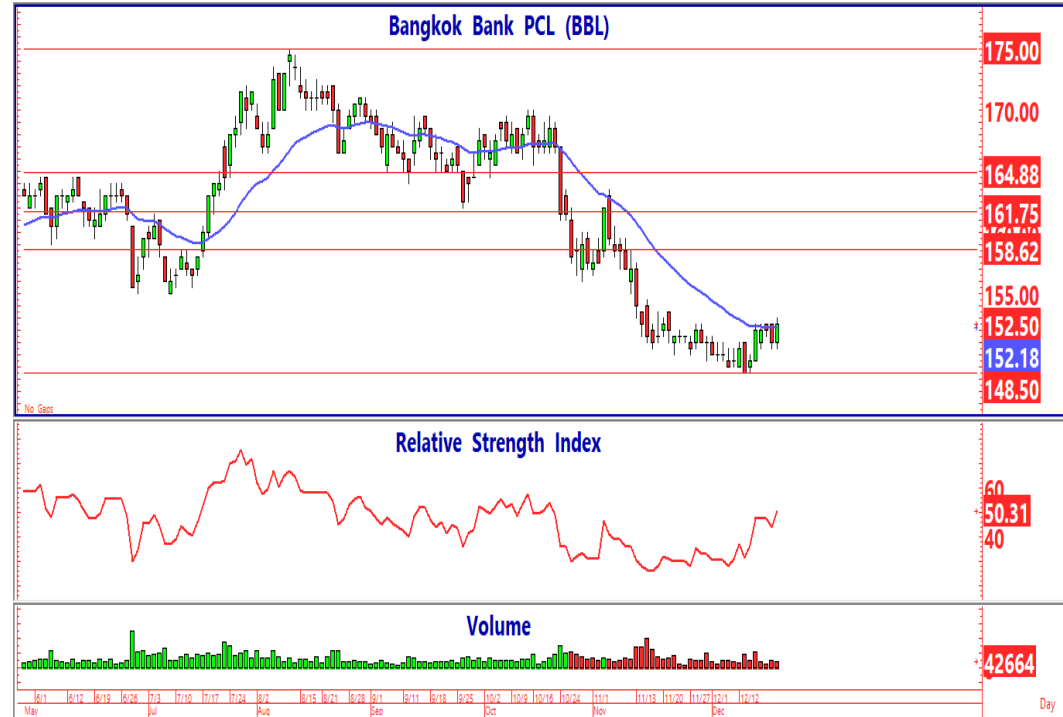 Bangkok Bank PCL (BBL)
175.00
170.00
164.88
161.75
158.62
155.00
152.50
152.18
148.50
No Gaps
Relative Strength Index
60
50.31
40
Volume
42664
6/1 6/12 6/19 6/26 7/3 7/10 7/17 7/24 8/2 8/15 8/21 8/28 9/1 9/11 9/18 9/25 10/2 10/9 10/16 10/24 11/1 11/13 11/20 11/27 12/1 12/12
May Jul Aug Sep Oct Nov Dec Day